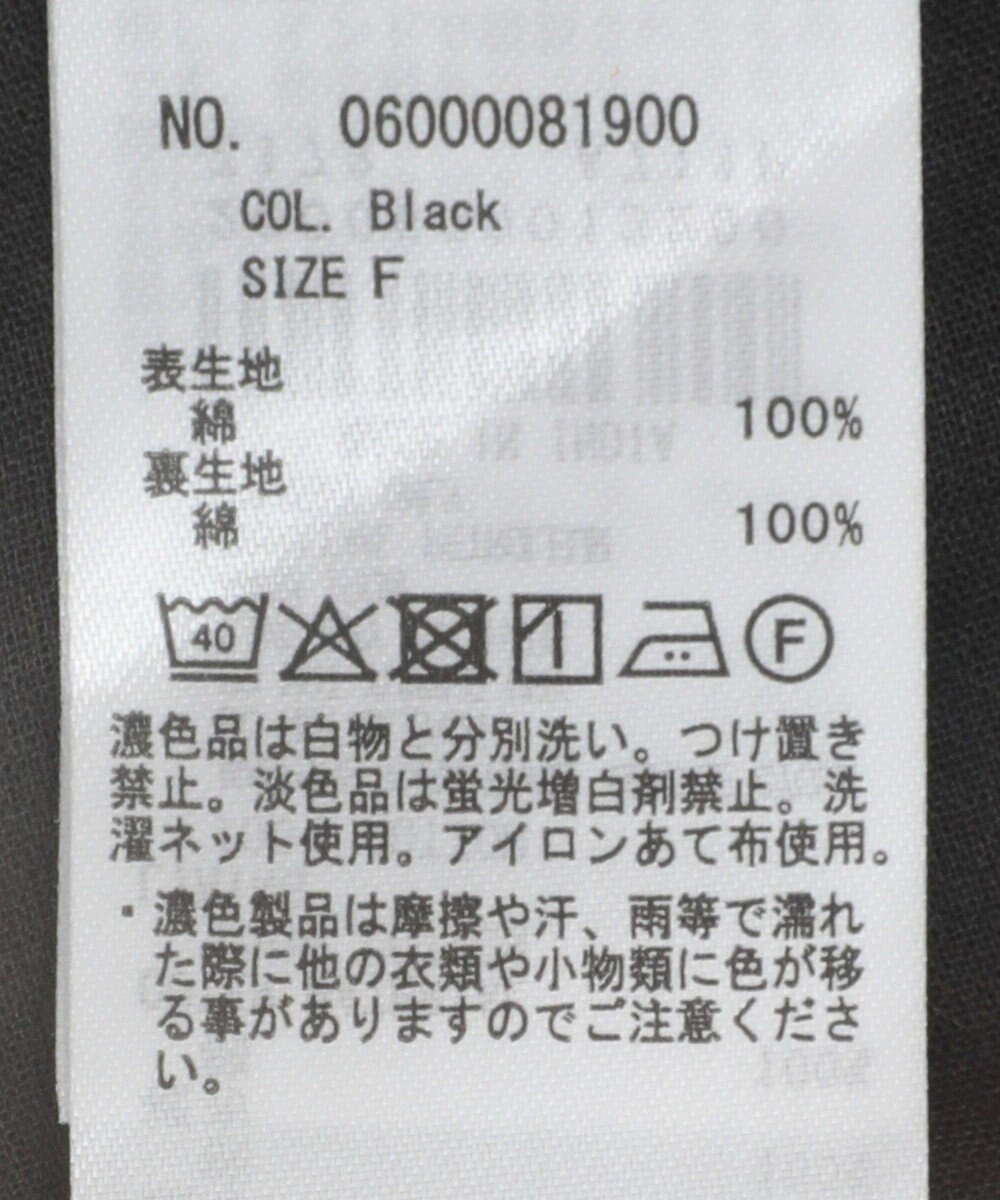 NO. 06000081900
COL. Black
SIZE F
表生地
綿 100%
裏生地
綿 100%
40
F
濃色品は白物と分別洗い。つけ置き
禁止。淡色品は蛍光増白剤禁止。洗
濯ネット使用。アイロンあて布使用。
・濃色製品は摩擦や汗、雨等で濡れ
た際に他の衣類や小物類に色が移
る事がありますのでご注意くださ
い。